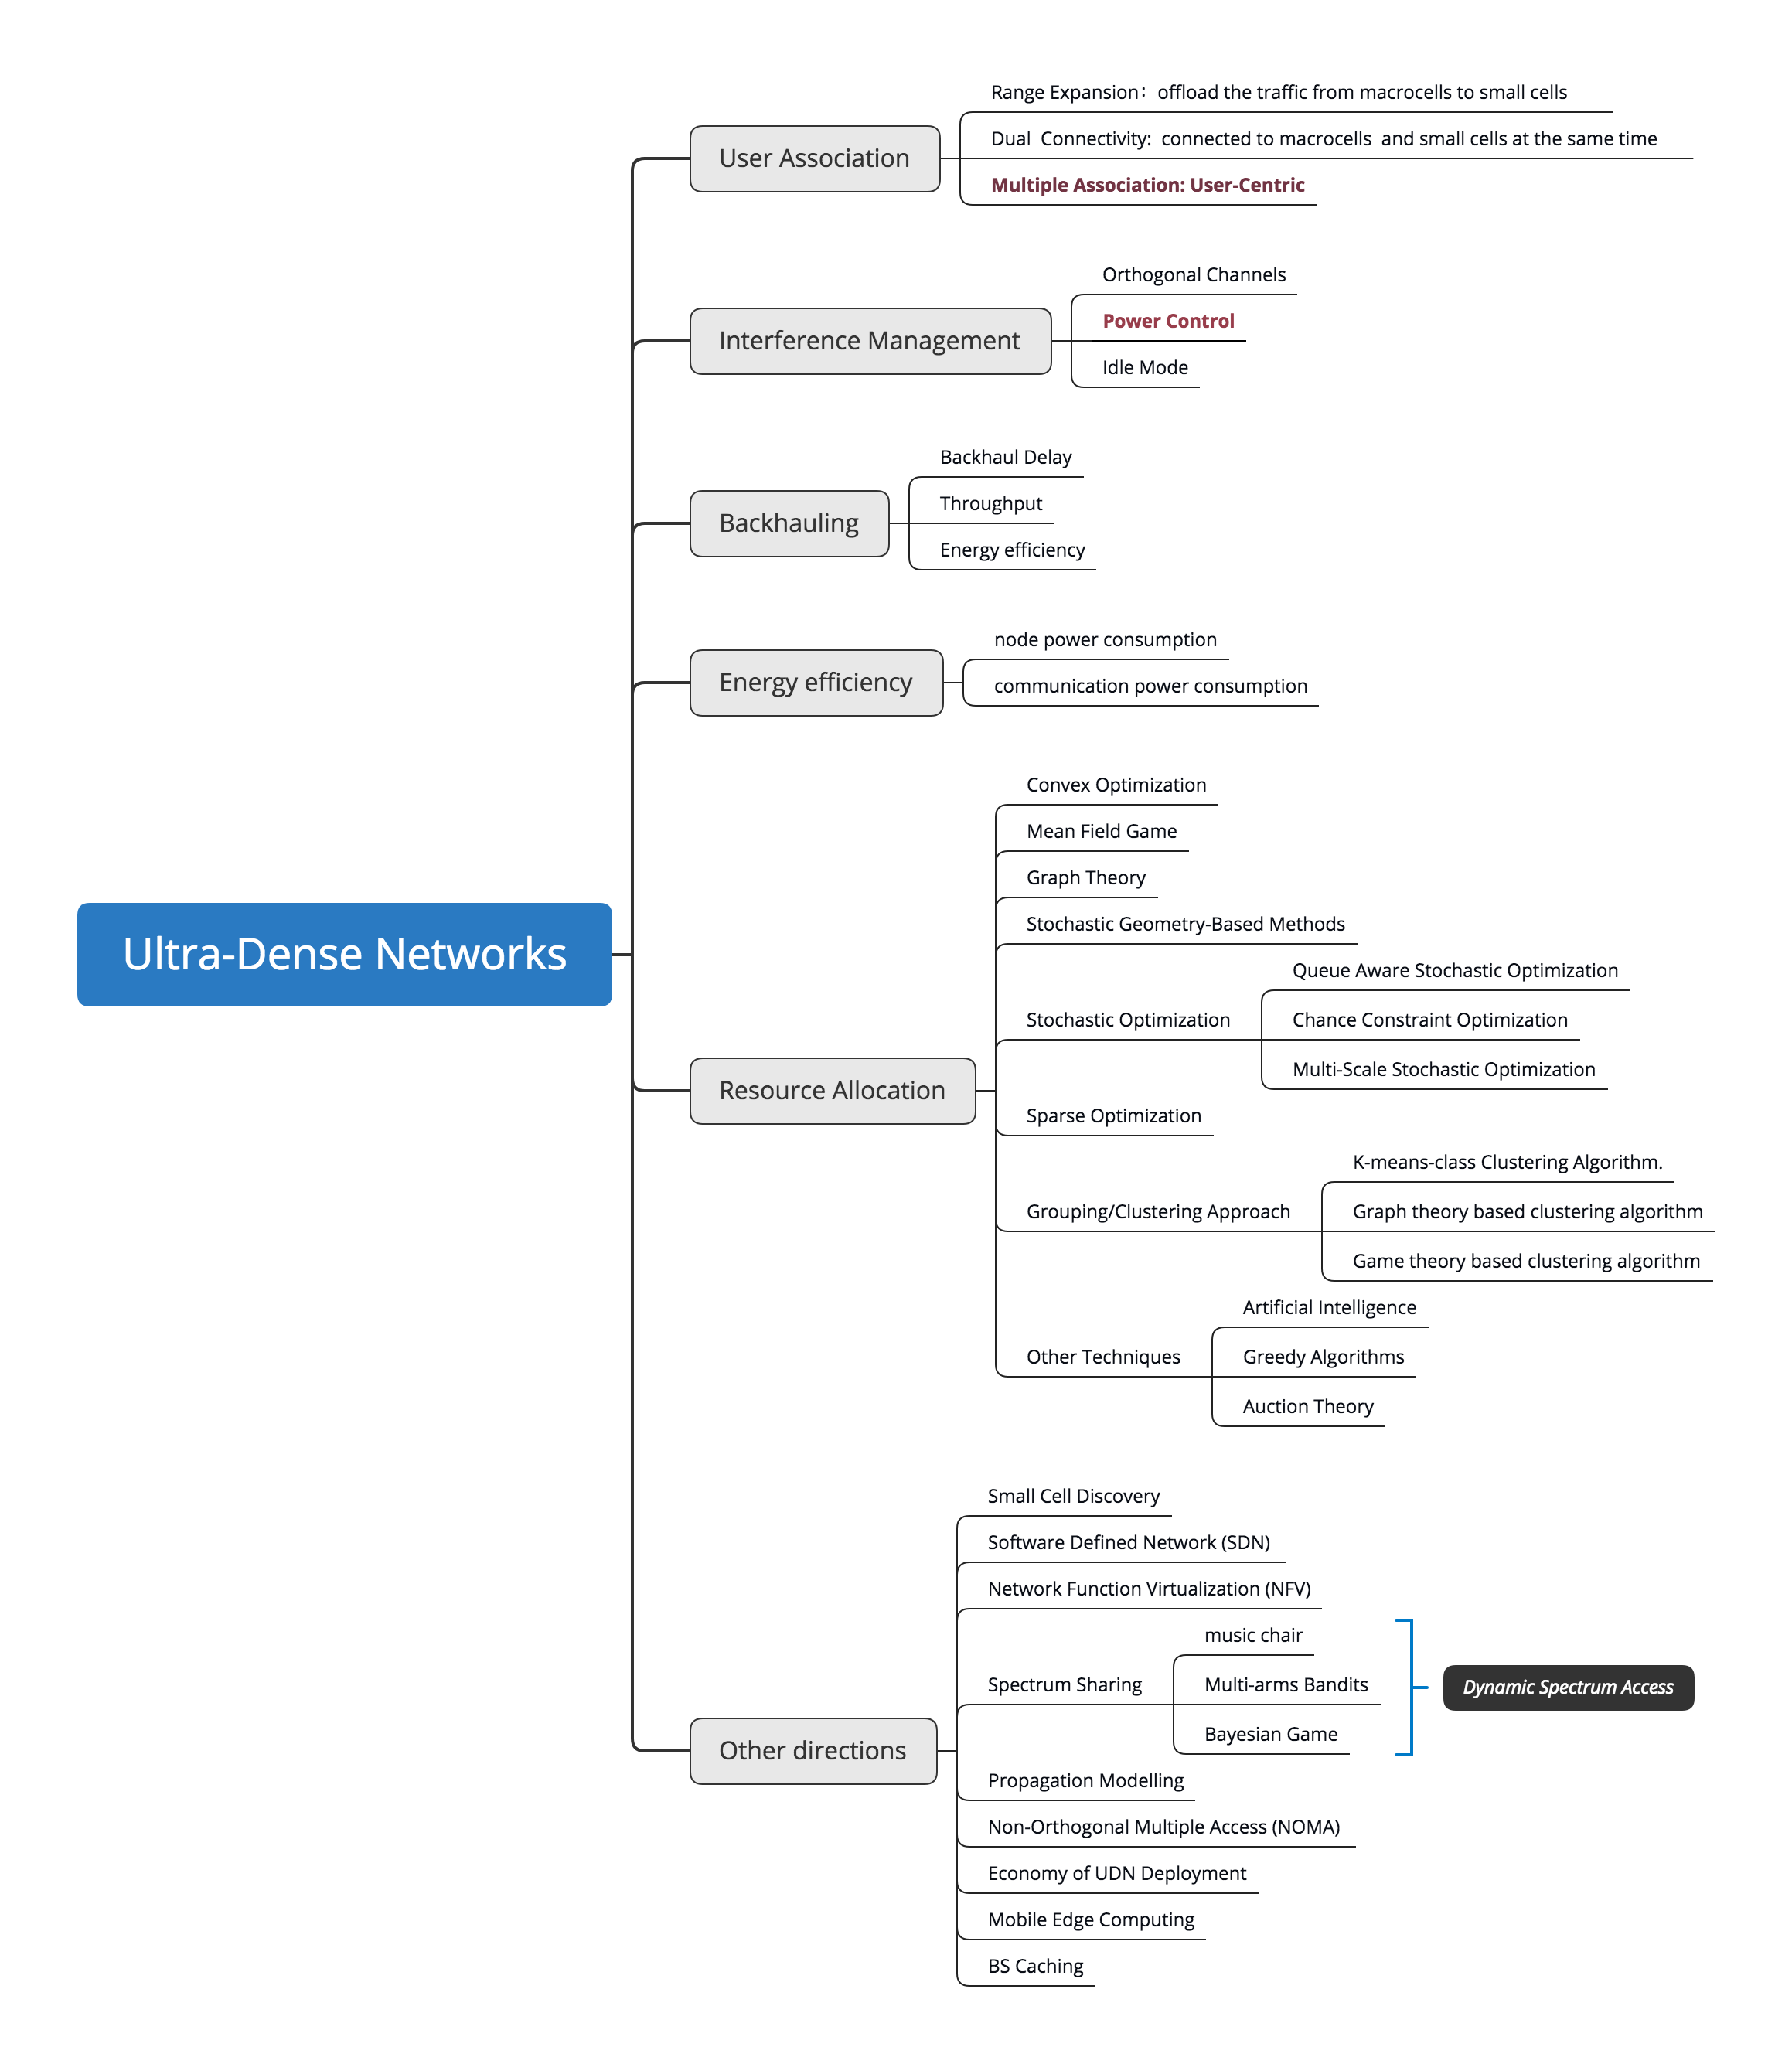 Ultra-Dense Networks
User Association
Range Expansion：offload the traffic from macrocells to small cells
Dual  Connectivity:  connected to macrocells  and small cells at the same time
Multiple Association: User-Centric
Interference Management
Orthogonal Channels
Power Control
Idle Mode
Backhauling
Backhaul Delay
Throughput
Energy efficiency
Energy efficiency
node power consumption
communication power consumption
Resource Allocation
Convex Optimization
Mean Field Game
Graph Theory
Stochastic Geometry-Based Methods
Stochastic Optimization
Queue Aware Stochastic Optimization
Chance Constraint Optimization
Multi-Scale Stochastic Optimization
Sparse Optimization
Grouping/Clustering Approach
K-means-class Clustering Algorithm.
Graph theory based clustering algorithm
Game theory based clustering algorithm
Other Techniques
Artificial Intelligence
Greedy Algorithms
Auction Theory
Other directions
Small Cell Discovery
Software Defined Network (SDN)
Network Function Virtualization (NFV)
Spectrum Sharing
music chair
Multi-arms Bandits
Bayesian Game
Dynamic Spectrum Access
Propagation Modelling
Non-Orthogonal Multiple Access (NOMA)
Economy of UDN Deployment
Mobile Edge Computing
BS Caching